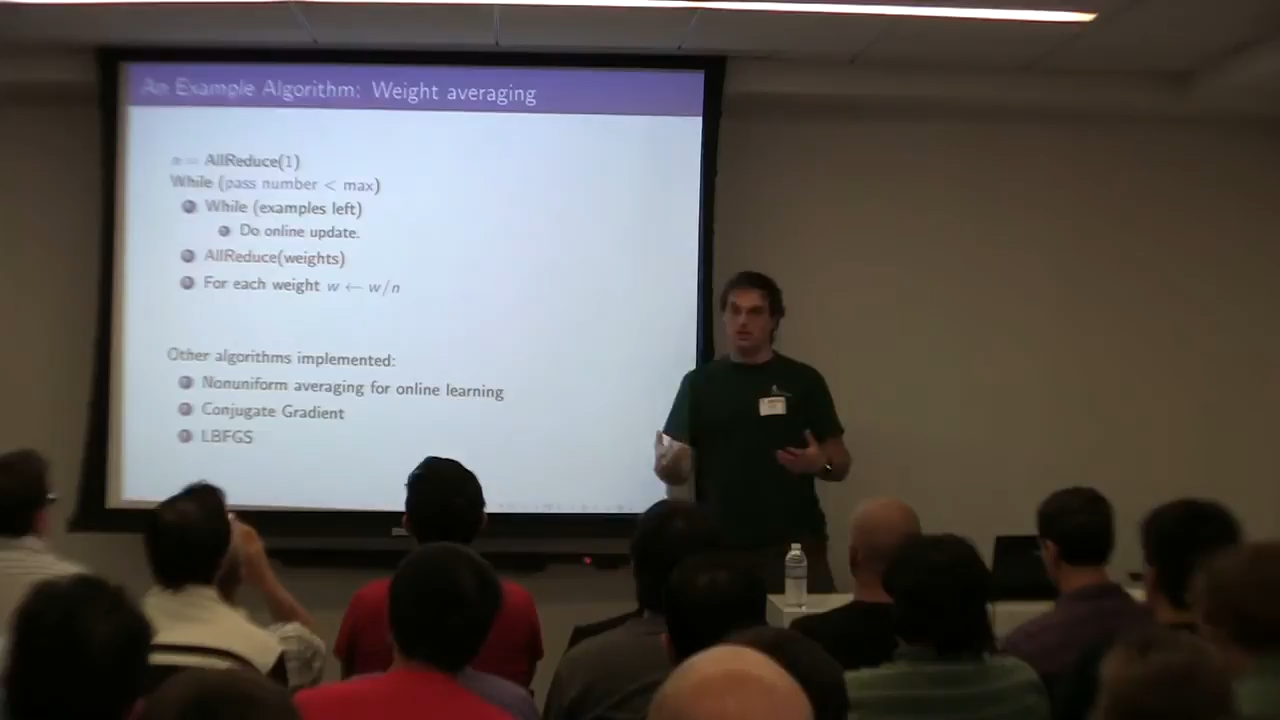 An Example Algorithm: Weight averaging
n = AllReduce(1)
While (pass number < max)
While (examples left)
Do online update.
AllReduce(weights)
For each weight w ← w/n
Other algorithms implemented:
Nonuniform averaging for online learning
Conjugate Gradient
LBFGS